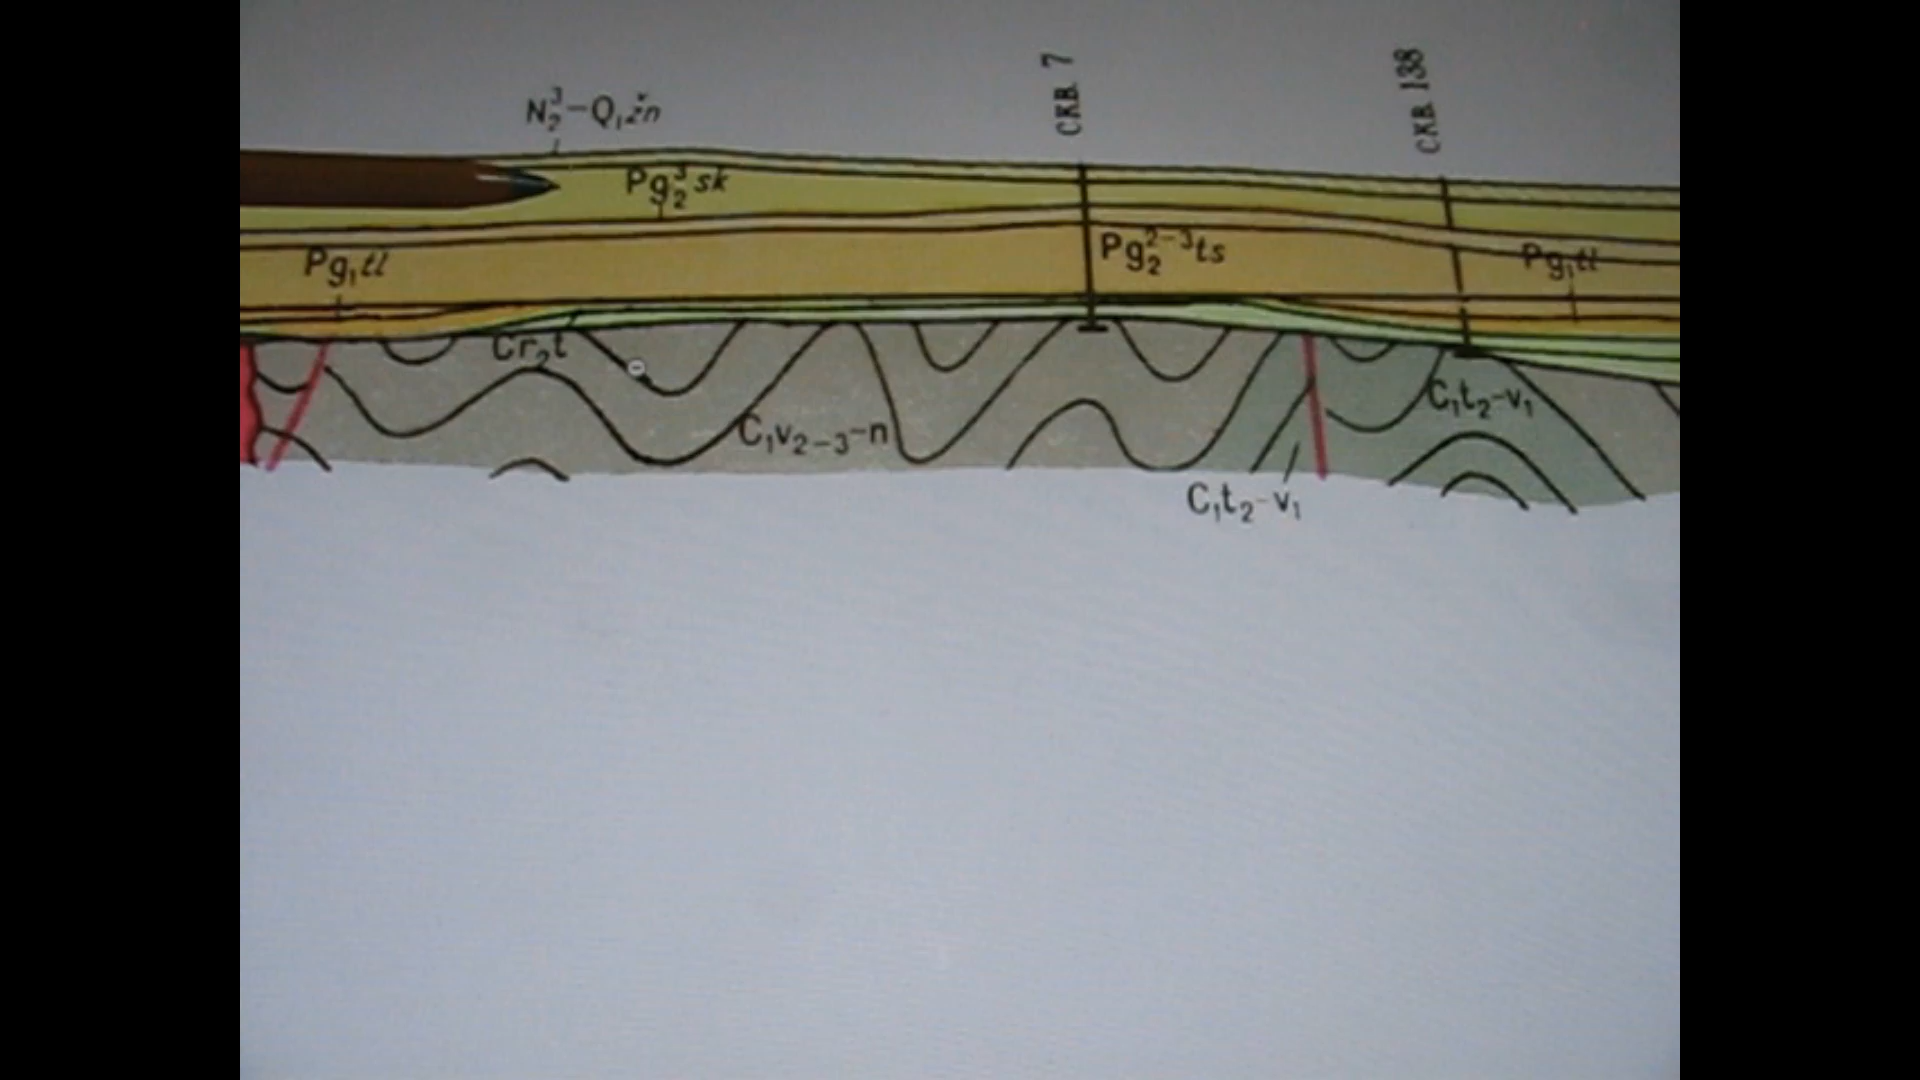 СКВ. 7
СКВ. 138
N₂³–Q₁žn
Pg₂³sk
Pg₂²⁻³ts
Pg₁tl
Pg₁tl
Cr₂t
C₁t₂-v₁
C₁v₂₋₃-n
C₁t₂-v₁